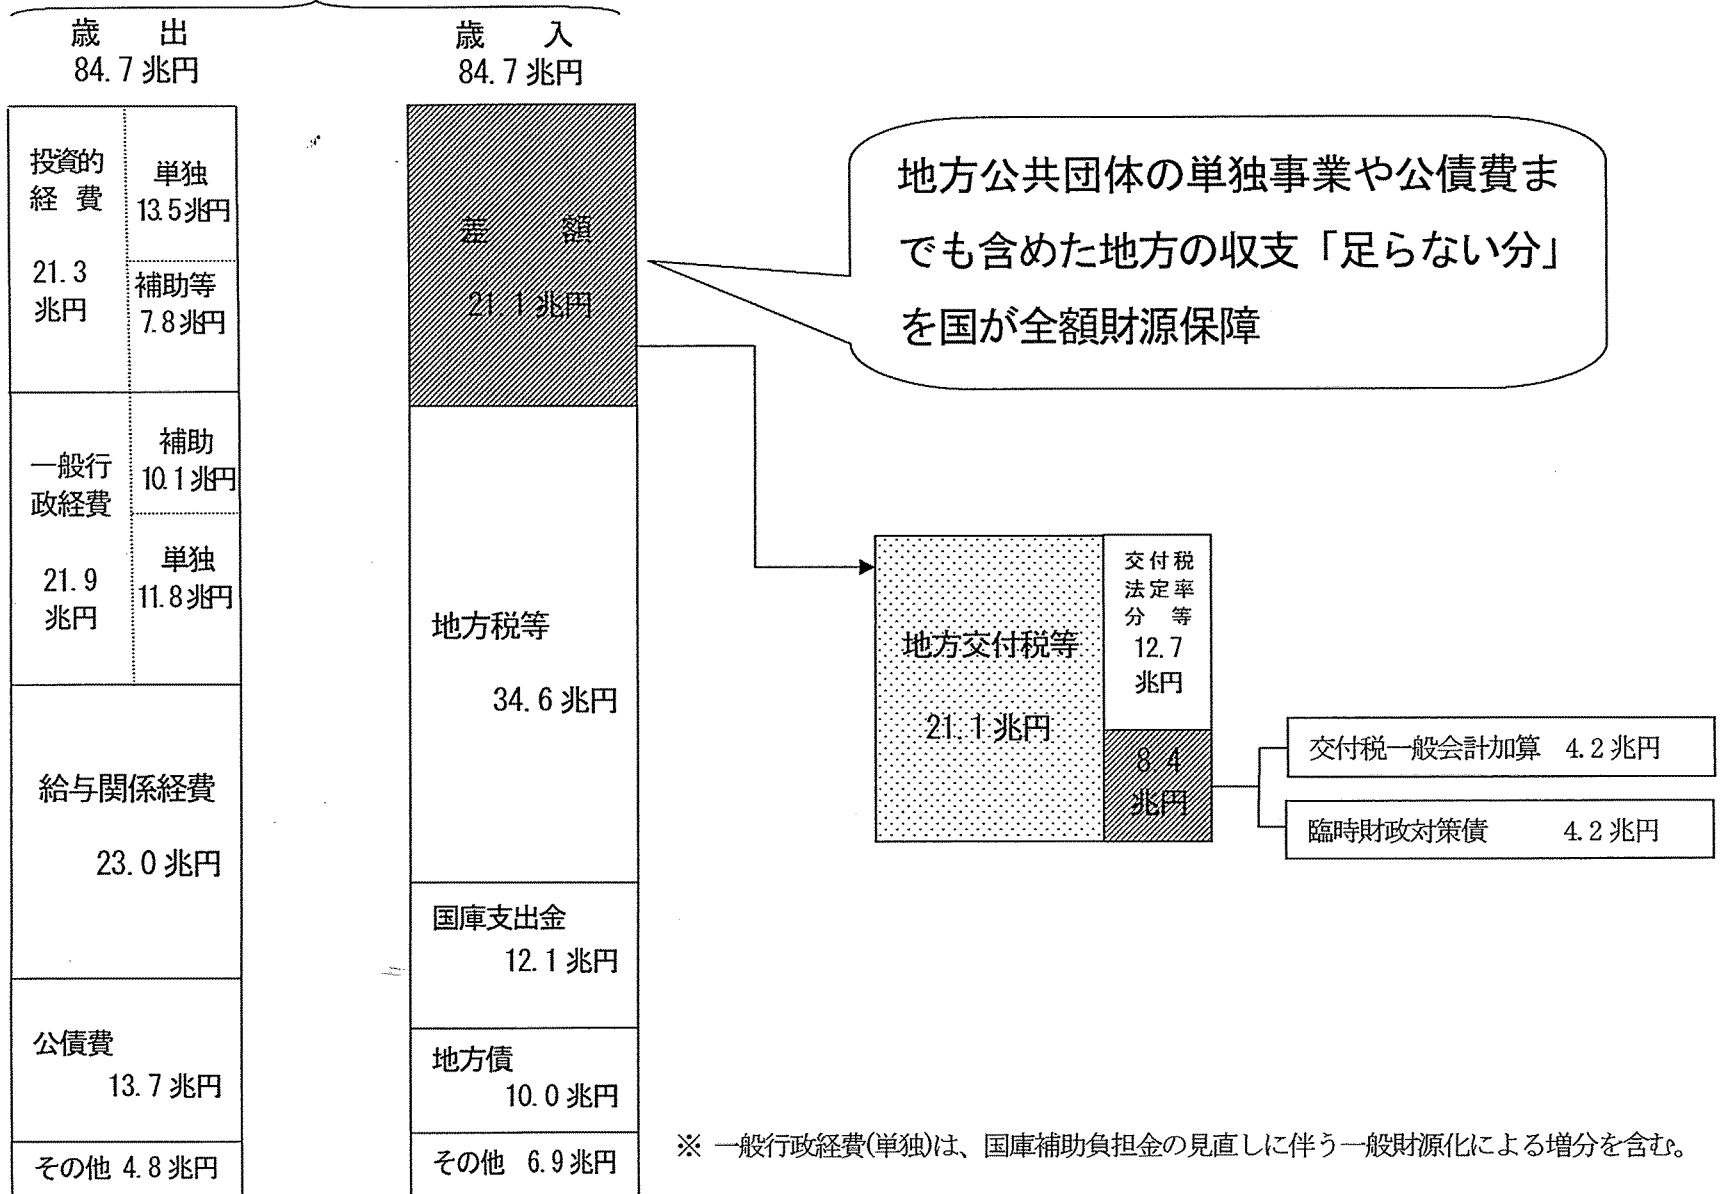 歳　出
84.7兆円
投資的
経 費
21.3
兆円
単独
13.5兆円
補助等
7.8兆円
一般行
政経費
21.9
兆円
補助
10.1兆円
単独
11.8兆円
給与関係経費
23.0兆円
公債費
13.7兆円
その他 4.8兆円
歳　入
84.7兆円
差　額
21.1兆円
地方税等
34.6兆円
国庫支出金
12.1兆円
地方債
10.0兆円
その他 6.9兆円
地方公共団体の単独事業や公債費ま
でも含めた地方の収支「足らない分」
を国が全額財源保障
地方交付税等
21.1兆円
交付税
法定率
分　等
12.7
兆円
8.4
兆円
交付税一般会計加算 4.2兆円
臨時財政対策債 4.2兆円
※ 一般行政経費(単独)は、国庫補助負担金の見直しに伴う一般財源化による増分を含む。